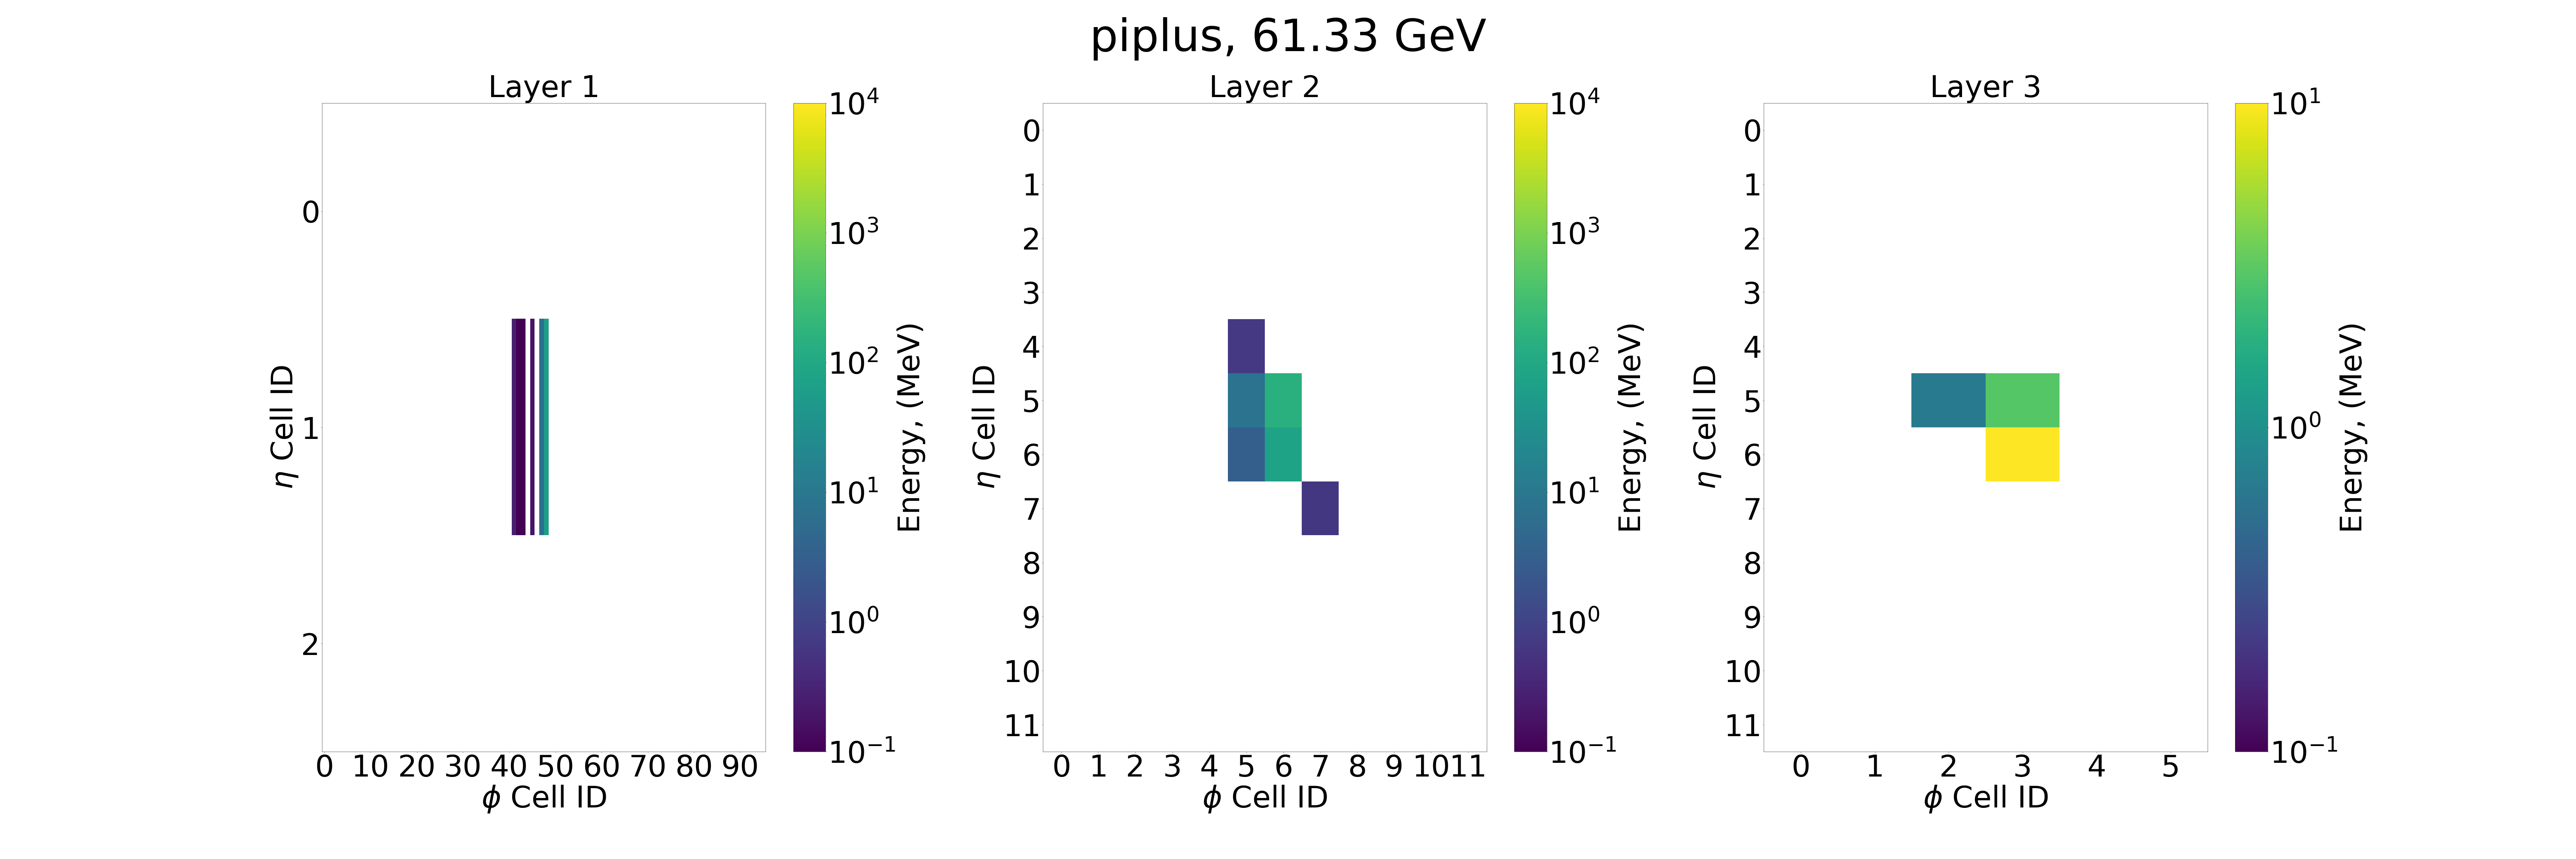 piplus, 61.33 GeV
Layer 1
Layer 2
Layer 3
η Cell ID
0
1
2
0 10 20 30 40 50 60 70 80 90
ϕ Cell ID
10⁴
10³
10²
10¹
10⁰
10⁻¹
Energy, (MeV)
η Cell ID
0
1
2
3
4
5
6
7
8
9
10
11
0 1 2 3 4 5 6 7 8 9 10 11
ϕ Cell ID
10⁴
10³
10²
10¹
10⁰
10⁻¹
Energy, (MeV)
η Cell ID
0
1
2
3
4
5
6
7
8
9
10
11
0 1 2 3 4 5
ϕ Cell ID
10¹
10⁰
10⁻¹
Energy, (MeV)